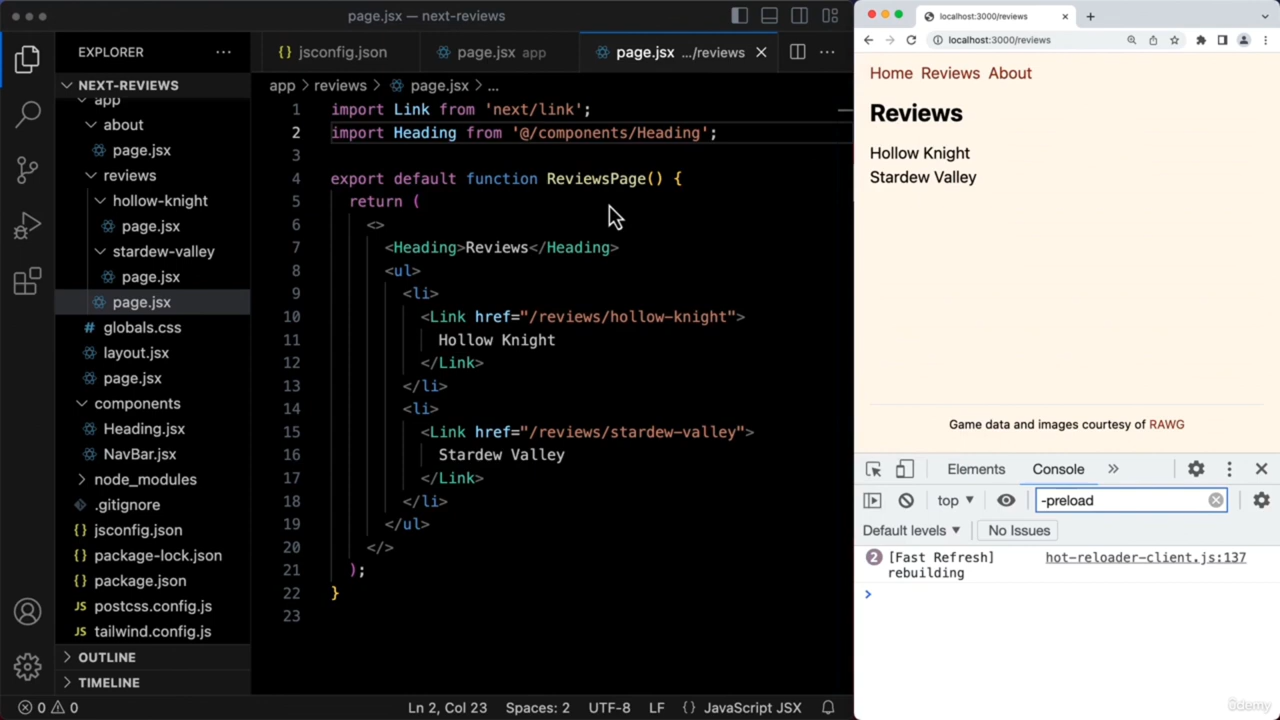 page.jsx — next-reviews
EXPLORER
NEXT-REVIEWS
app
about
page.jsx
reviews
hollow-knight
page.jsx
stardew-valley
page.jsx
page.jsx
globals.css
layout.jsx
page.jsx
components
Heading.jsx
NavBar.jsx
node_modules
.gitignore
jsconfig.json
package-lock.json
package.json
postcss.config.js
tailwind.config.js
OUTLINE
TIMELINE
jsconfig.json
page.jsx app
page.jsx .../reviews
app > reviews > page.jsx > ...
1 import Link from 'next/link';
2 import Heading from '@/components/Heading';
3
4 export default function ReviewsPage() {
5 return (
6 <>
7 <Heading>Reviews</Heading>
8 <ul>
9 <li>
10 <Link href="/reviews/hollow-knight">
11 Hollow Knight
12 </Link>
13 </li>
14 <li>
15 <Link href="/reviews/stardew-valley">
16 Stardew Valley
17 </Link>
18 </li>
19 </ul>
20 </>
21 );
22 }
23
0 0
Ln 2, Col 23 Spaces: 2 UTF-8 LF {} JavaScript JSX
localhost:3000/reviews
localhost:3000/reviews
Home Reviews About
Reviews
Hollow Knight
Stardew Valley
Game data and images courtesy of RAWG
Elements Console
top
-preload
Default levels No Issues
2 [Fast Refresh] rebuilding hot-reloader-client.js:137
ûdemy